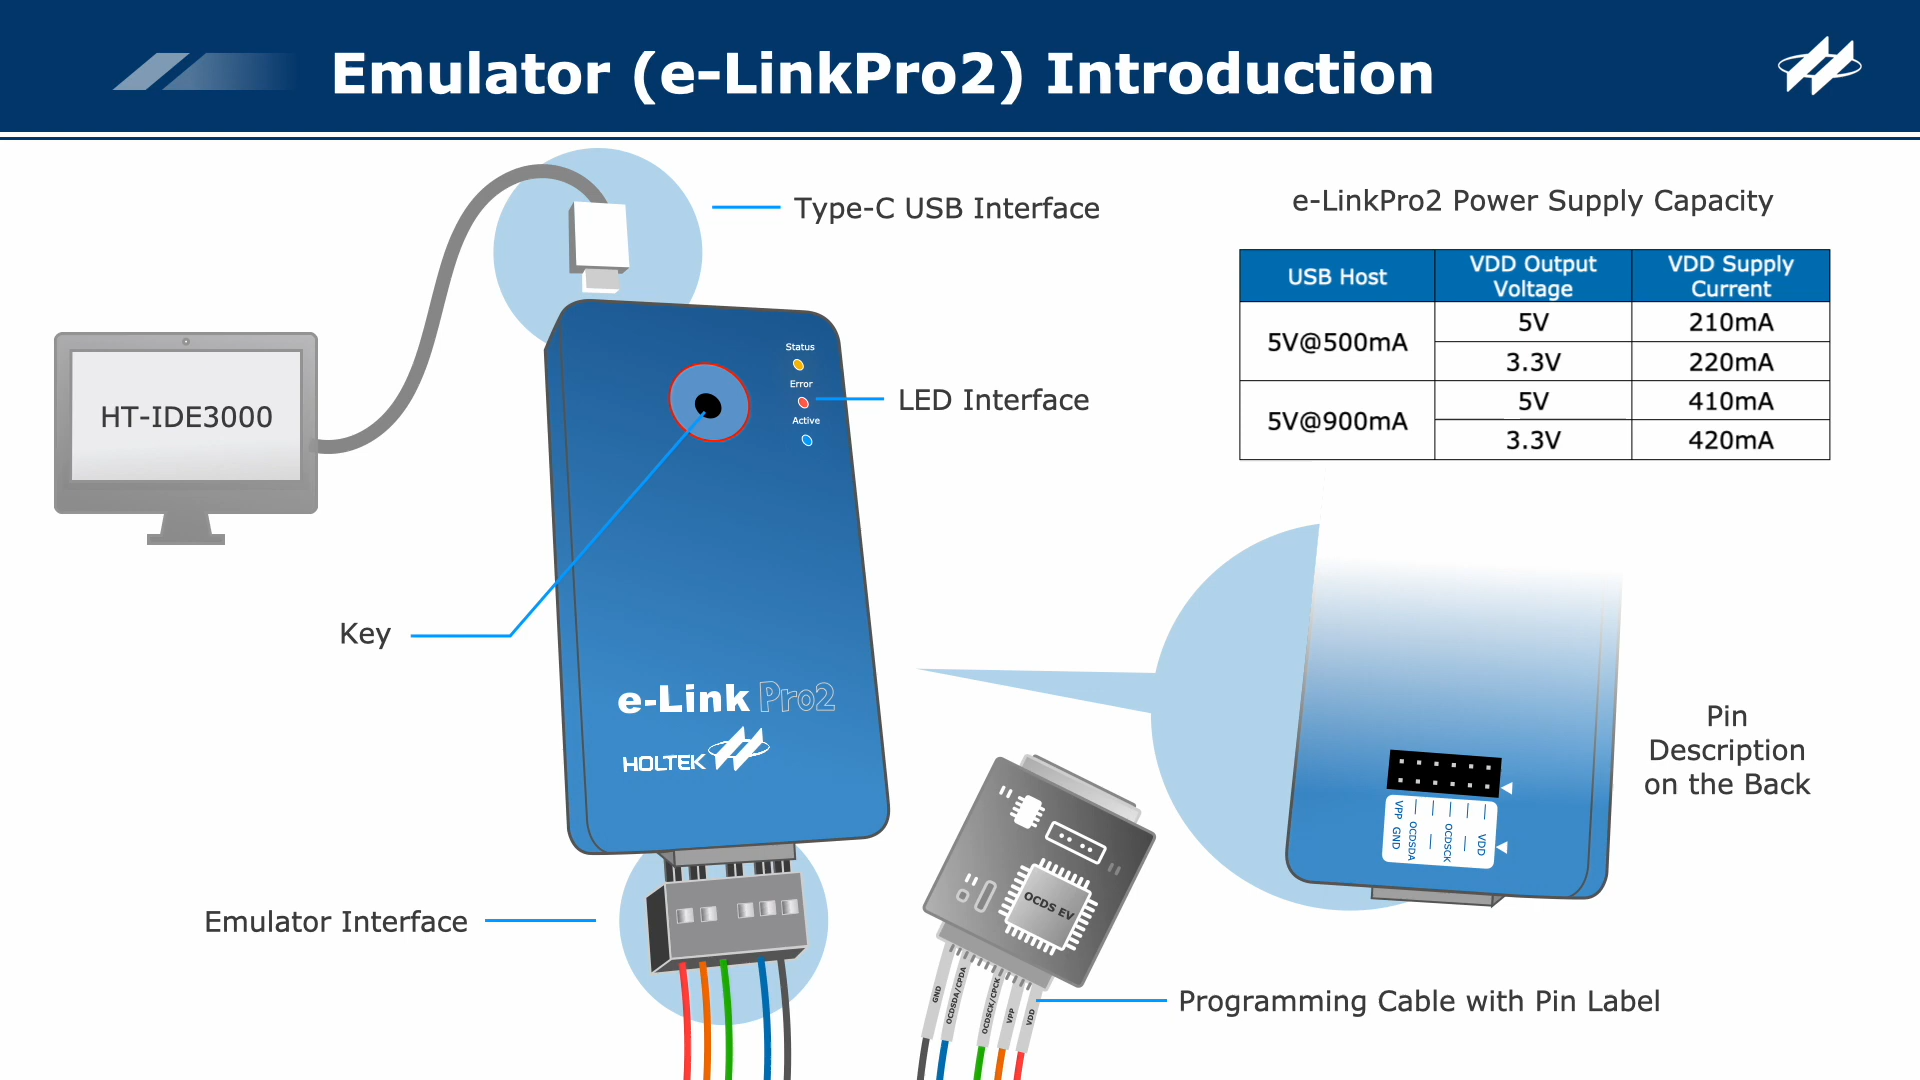 Emulator (e-LinkPro2) Introduction
Type-C USB Interface
e-LinkPro2 Power Supply Capacity
USB Host
VDD Output
Voltage
VDD Supply
Current
5V@500mA
5V
210mA
3.3V
220mA
5V@900mA
5V
410mA
3.3V
420mA
Status
Error
Active
LED Interface
HT-IDE3000
Key
e-Link Pro2
HOLTEK
Pin
Description
on the Back
VPP
OCDSDA
GND
OCDSCK
VDD
OCDS EV
Emulator Interface
GND
OCDSDA/CPDA
OCDSCK/CPCK
VPP
VDD
Programming Cable with Pin Label